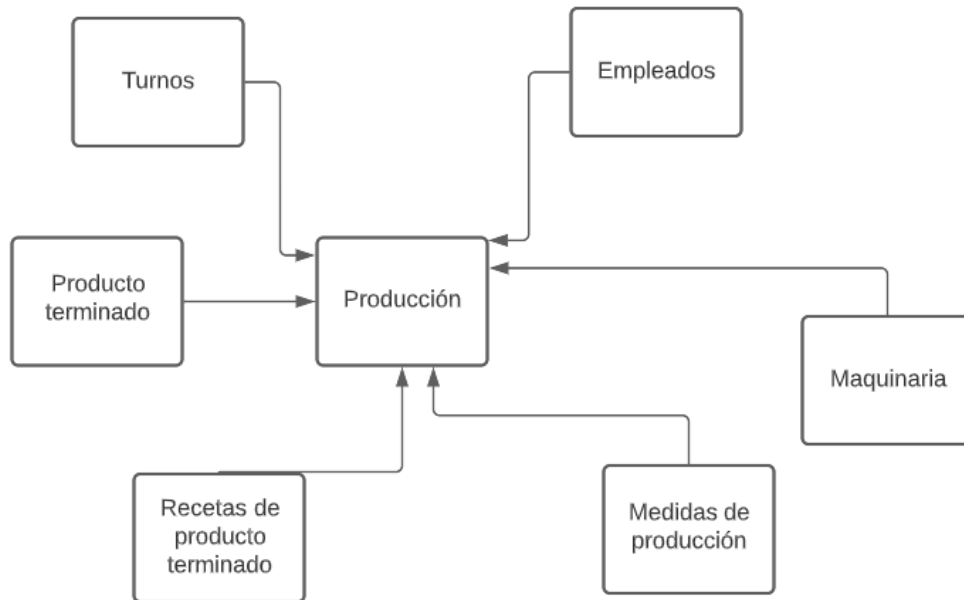 Turnos
Empleados
Producto
terminado
Producción
Maquinaria
Recetas de
producto
terminado
Medidas de
producción